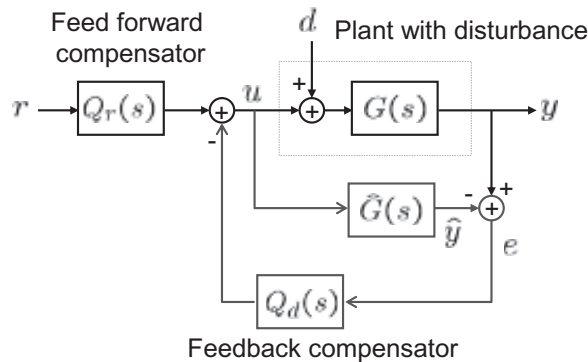 Feed forward
compensator
d
Plant with disturbance
r
Q_r(s)
+
-
u
+
+
G(s)
y
Ĝ(s)
-
+
+
ŷ
e
Q_d(s)
Feedback compensator